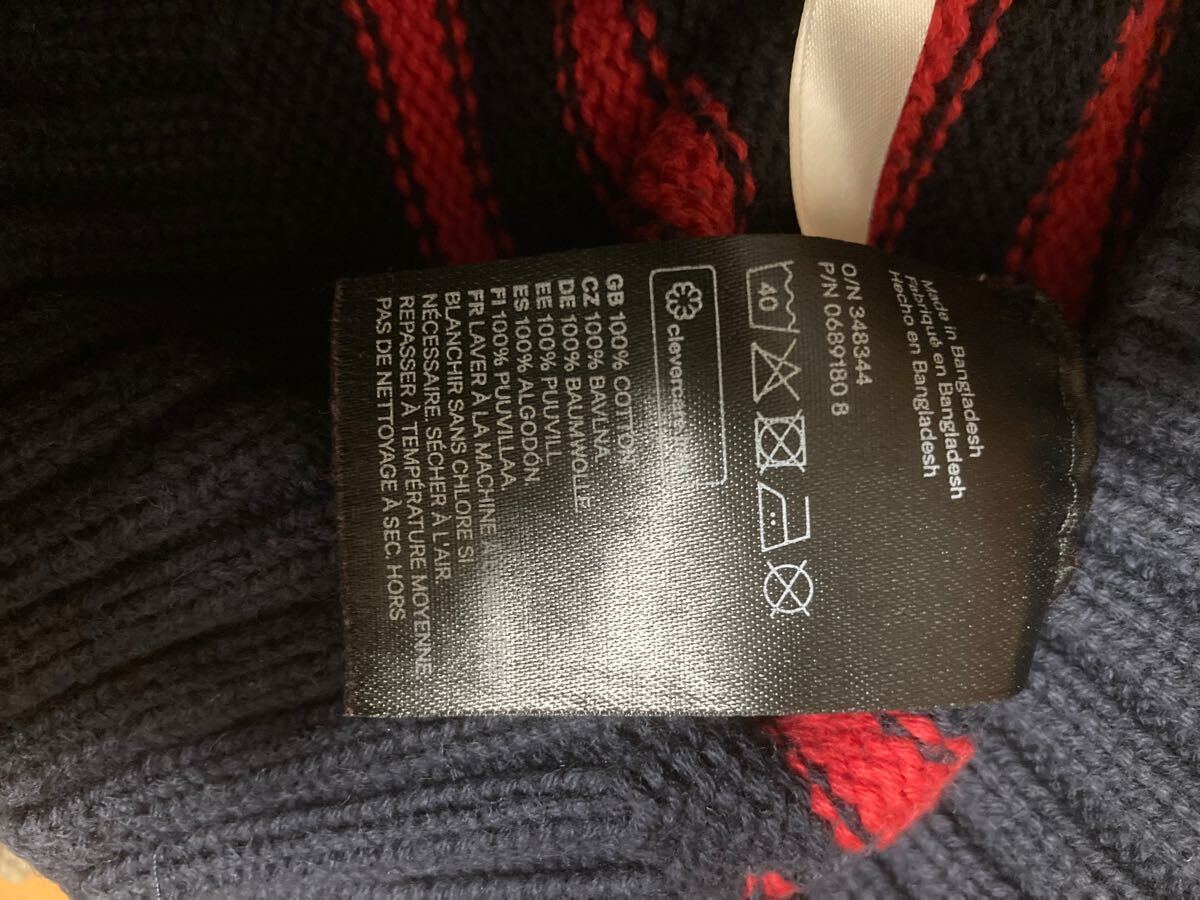 Made in Bangladesh
Fabriqué en Bangladesh
Hecho en Bangladesh
O/N 348344
P/N 0689180 8
40
clevercare
GB 100% COTTON
CZ 100% BAVLNA
DE 100% BAUMWOLLE
EE 100% PUUVILL
ES 100% ALGODÓN
FI 100% PUUVILLAA
FR LAVER À LA MACHINE
BLANCHIR SANS CHLORE SI
NÉCESSAIRE. SÉCHER À L'AIR.
REPASSER À TEMPÉRATURE MOYENNE
PAS DE NETTOYAGE À SEC. HORS